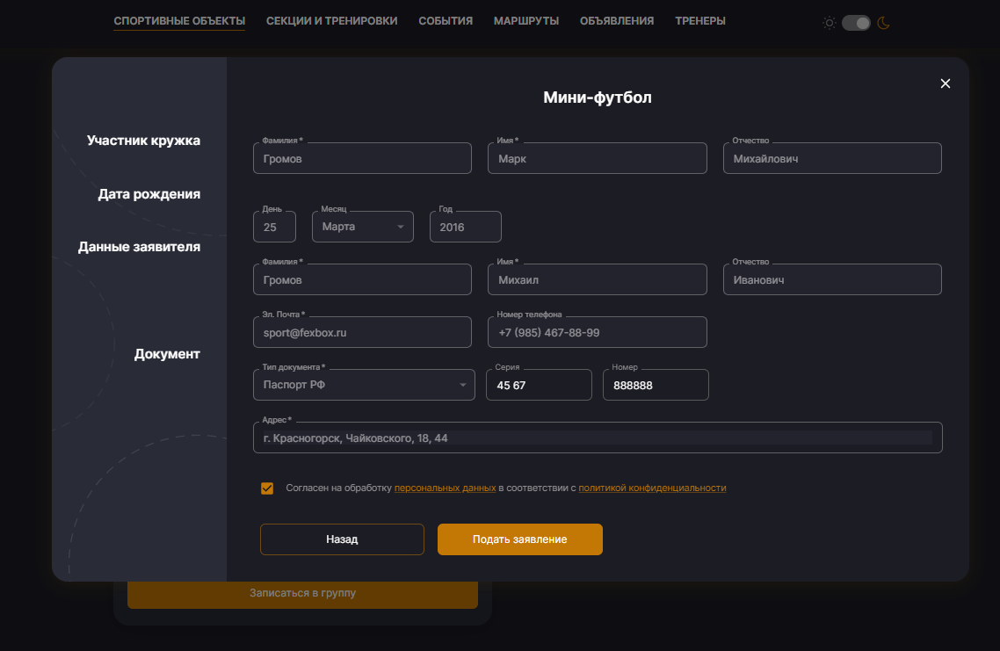 СПОРТИВНЫЕ ОБЪЕКТЫ СЕКЦИИ И ТРЕНИРОВКИ СОБЫТИЯ МАРШРУТЫ ОБЪЯВЛЕНИЯ ТРЕНЕРЫ
Мини-футбол
Участник кружка
Фамилия * Имя * Отчество
Громов Марк Михайлович
Дата рождения
День Месяц Год
25 Марта 2016
Данные заявителя
Фамилия * Имя * Отчество
Громов Михаил Иванович
Эл. Почта * Номер телефона
sport@fexbox.ru +7 (985) 467-88-99
Документ
Тип документа * Серия Номер
Паспорт РФ 45 67 888888
Адрес *
г. Красногорск, Чайковского, 18, 44
Согласен на обработку персональных данных в соответствии с политикой конфиденциальности
Назад Подать заявление
Записаться в группу